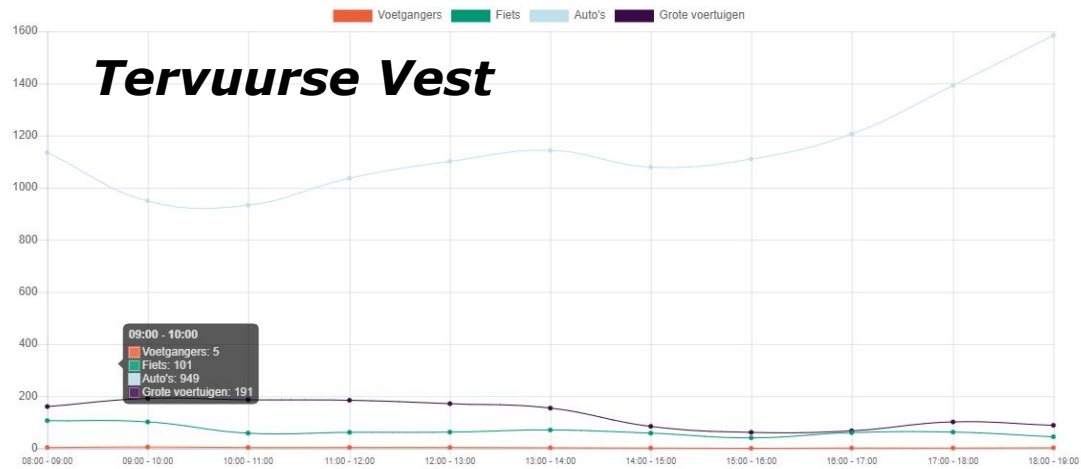 Voetgangers Fiets Auto's Grote voertuigen
1600
Tervuurse Vest
1400
1200
1000
800
600
400
09:00 - 10:00
Voetgangers: 5
Fiets: 101
Auto's: 949
Grote voertuigen: 191
200
0
08:00 - 09:00 09:00 - 10:00 10:00 - 11:00 11:00 - 12:00 12:00 - 13:00 13:00 - 14:00 14:00 - 15:00 15:00 - 16:00 16:00 - 17:00 17:00 - 18:00 18:00 - 19:00